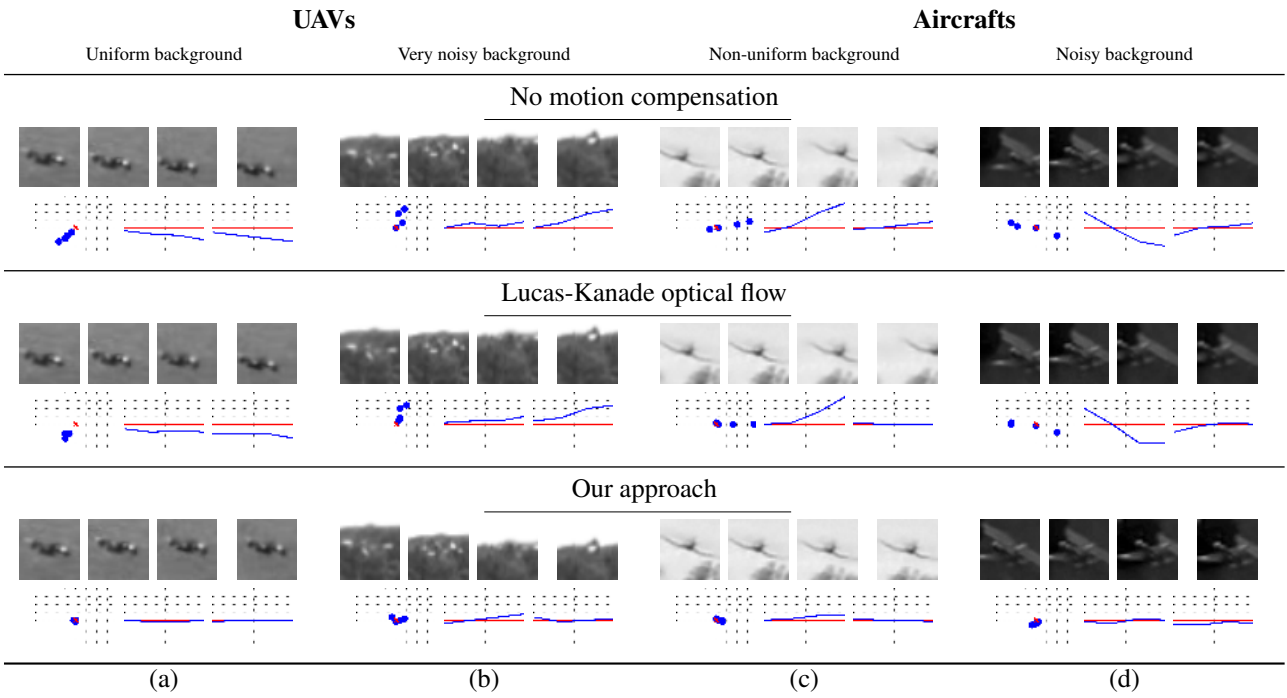 UAVs Aircrafts
Uniform background Very noisy background Non-uniform background Noisy background
No motion compensation
Lucas-Kanade optical flow
Our approach
(a) (b) (c) (d)